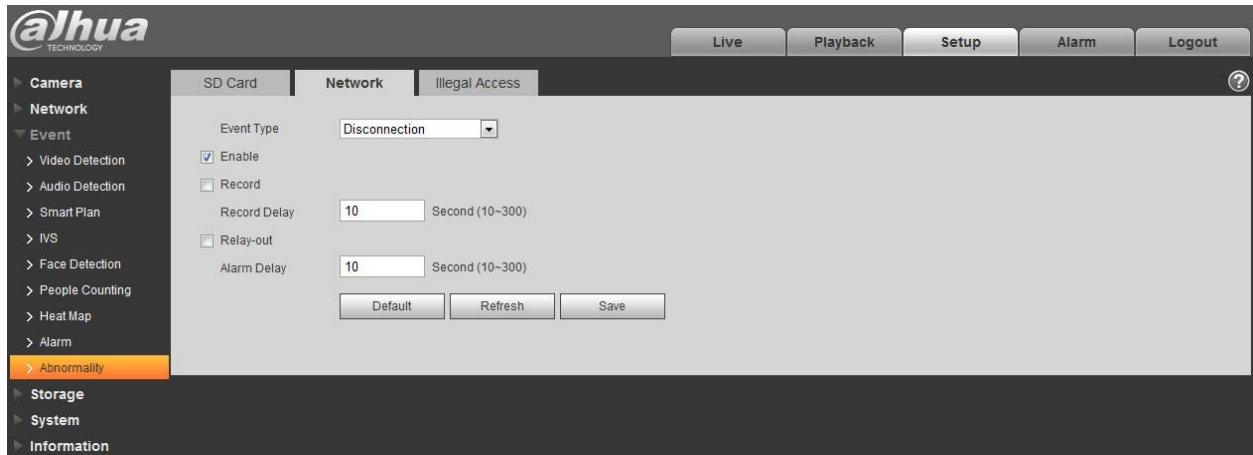 alhua
TECHNOLOGY
Live Playback Setup Alarm Logout
Camera
Network
Event
Video Detection
Audio Detection
Smart Plan
IVS
Face Detection
People Counting
Heat Map
Alarm
Abnormality
Storage
System
Information
SD Card Network Illegal Access ?
Event Type Disconnection
Enable
Record
Record Delay 10 Second (10~300)
Relay-out
Alarm Delay 10 Second (10~300)
Default Refresh Save